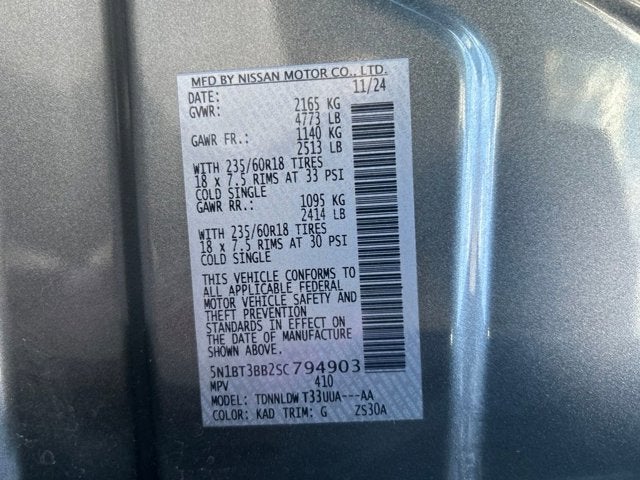 MFD BY NISSAN MOTOR CO., LTD.
DATE: 11/24
GVWR: 2165 KG
4773 LB
GAWR FR.: 1140 KG
2513 LB
WITH 235/60R18 TIRES
18 x 7.5 RIMS AT 33 PSI
COLD SINGLE
GAWR RR.: 1095 KG
2414 LB
WITH 235/60R18 TIRES
18 x 7.5 RIMS AT 30 PSI
COLD SINGLE
THIS VEHICLE CONFORMS TO
ALL APPLICABLE FEDERAL
MOTOR VEHICLE SAFETY AND
THEFT PREVENTION
STANDARDS IN EFFECT ON
THE DATE OF MANUFACTURE
SHOWN ABOVE.
5N1BT3BB2SC794903
MPV 410
MODEL: TDNNLDWT33UUA---AA
COLOR: KAD TRIM: G ZS30A